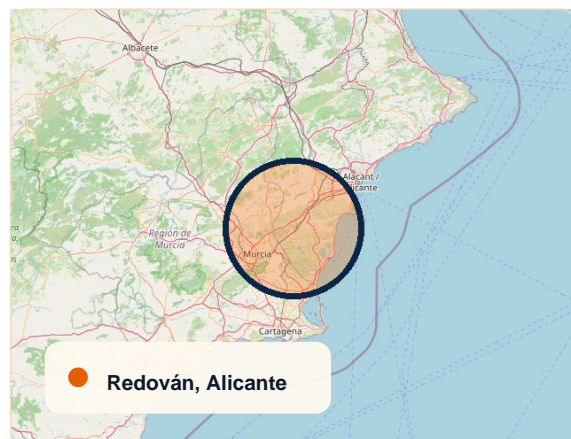 Albacete
Alacant /
Alicante
Región de
Murcia
Murcia
Cartagena
Redován, Alicante